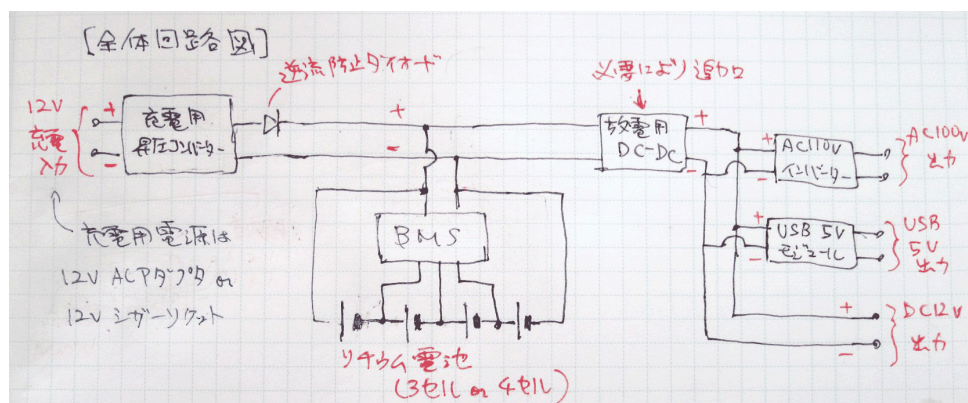 [全体回路図]
逆流防止ダイオード
必要により追加
12V
充電
入力
+
-
充電用
昇圧コンバーター
+
-
放電用
DC-DC
+
-
+
-
AC110V
インバーター
AC100V
出力
BMS
+
-
USB 5V
モジュール
USB
5V
出力
充電用電源は
12V ACアダプタ or
12V シガーソケット
+
-
DC12V
出力
リチウム電池
(3セル or 4セル)